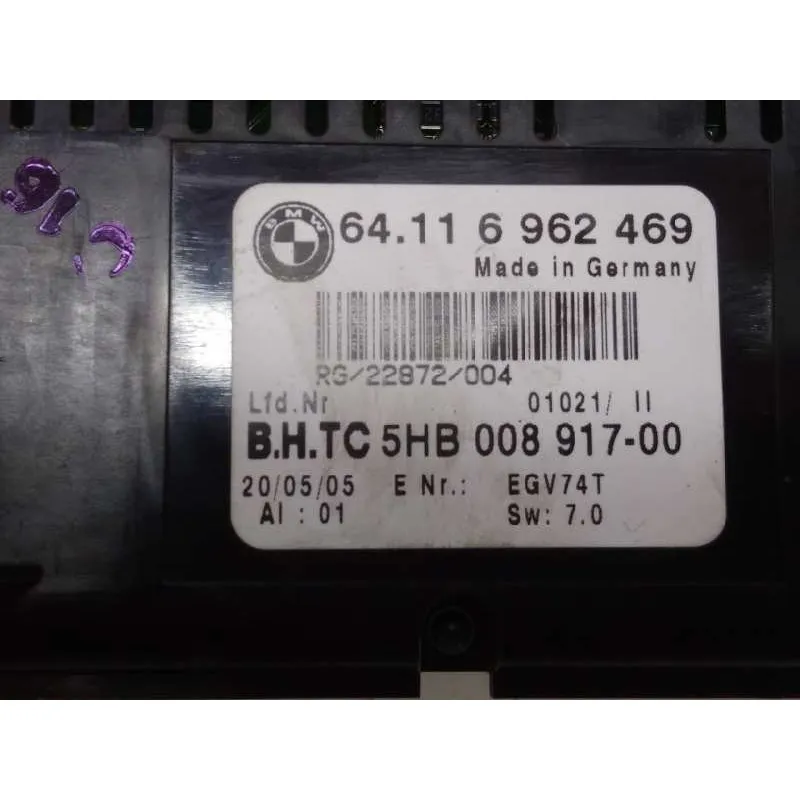 BMW
64.11 6 962 469
Made in Germany
RG/22872/004
Lfd.Nr 01021/ II
B.H.TC 5HB 008 917-00
20/05/05 E Nr.: EGV74T
AI : 01 Sw: 7.0